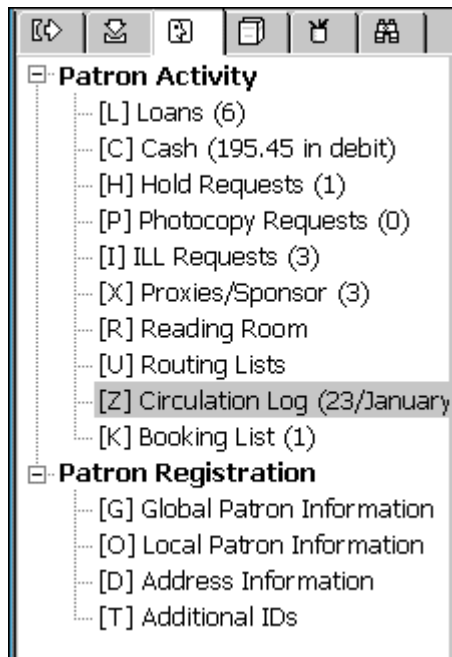 Patron Activity
[L] Loans (6)
[C] Cash (195.45 in debit)
[H] Hold Requests (1)
[P] Photocopy Requests (0)
[I] ILL Requests (3)
[X] Proxies/Sponsor (3)
[R] Reading Room
[U] Routing Lists
[Z] Circulation Log (23/January
[K] Booking List (1)
Patron Registration
[G] Global Patron Information
[O] Local Patron Information
[D] Address Information
[T] Additional IDs